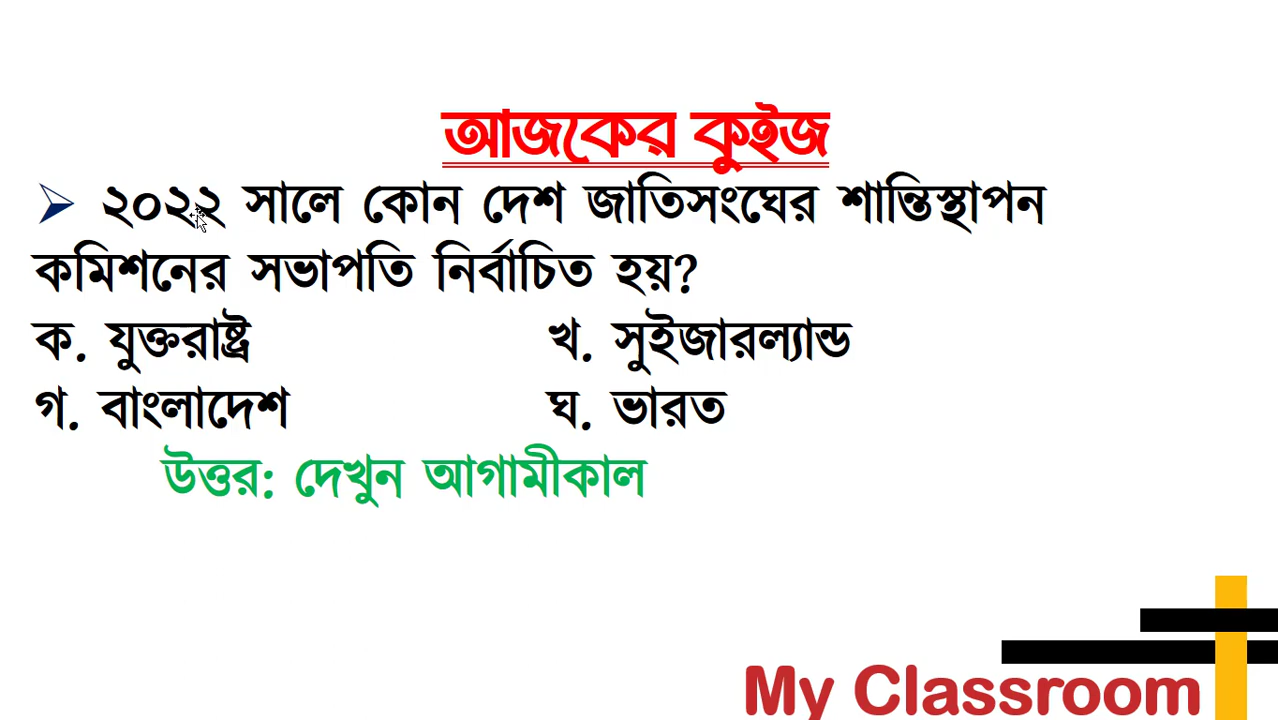 আজকের কুইজ
২০২২ সালে কোন দেশ জাতিসংঘের শান্তিস্থাপন
কমিশনের সভাপতি নির্বাচিত হয়?
ক. যুক্তরাষ্ট্র খ. সুইজারল্যান্ড
গ. বাংলাদেশ ঘ. ভারত
উত্তর: দেখুন আগামীকাল
My Classroom